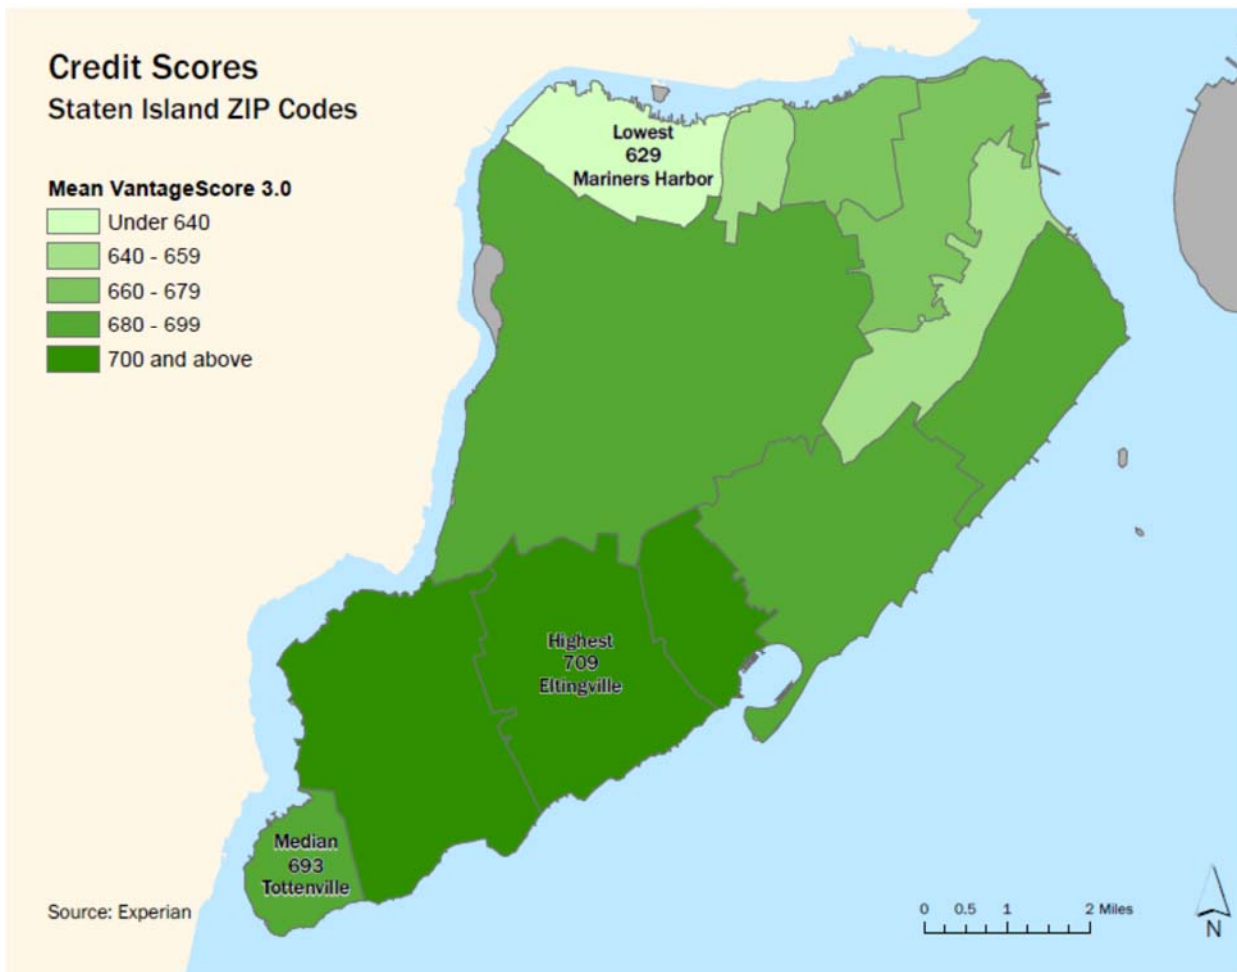 Credit Scores
Staten Island ZIP Codes
Mean VantageScore 3.0
Under 640
640 - 659
660 - 679
680 - 699
700 and above
Lowest
629
Mariners Harbor
Highest
709
Eltingville
Median
693
Tottenville
Source: Experian
0 0.5 1 2 Miles
N